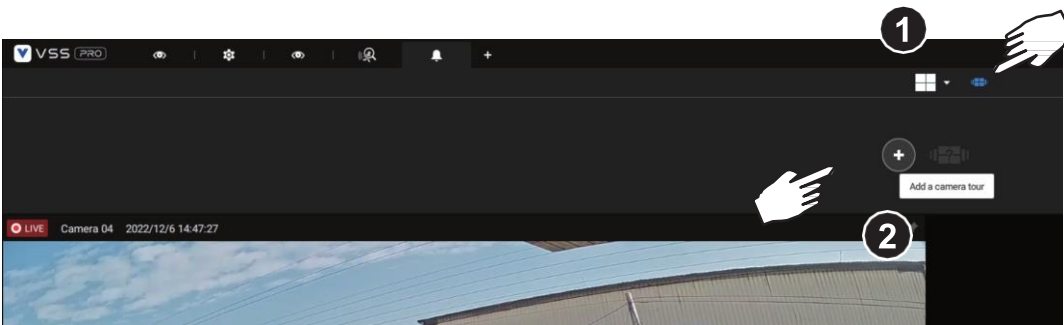 1
VSS PRO
+
+
Add a camera tour
LIVE Camera 04 2022/12/6 14:47:27
2